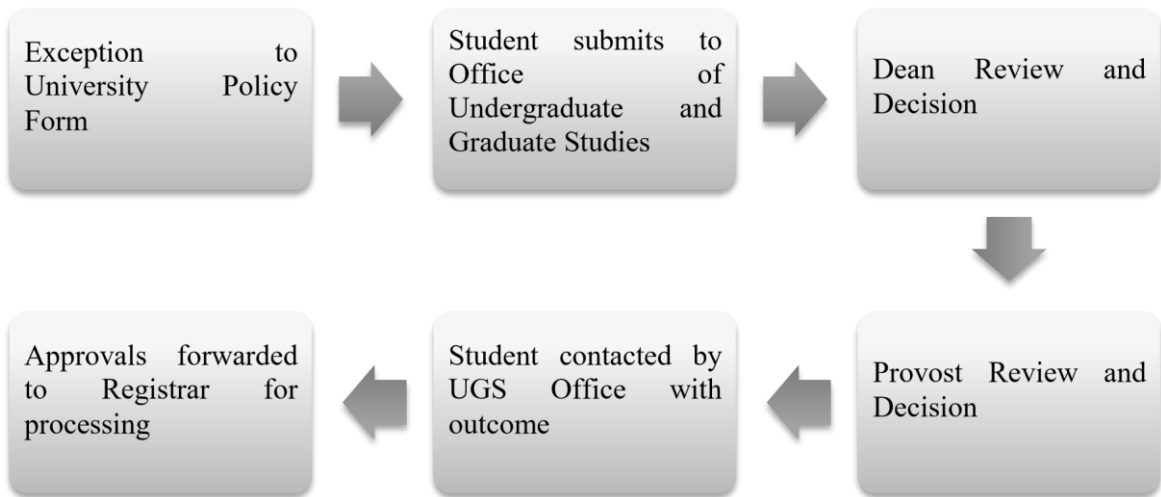 Exception to
University Policy
Form
Student submits to
Office of
Undergraduate and
Graduate Studies
Dean Review and
Decision
Provost Review and
Decision
Student contacted by
UGS Office with
outcome
Approvals forwarded
to Registrar for
processing